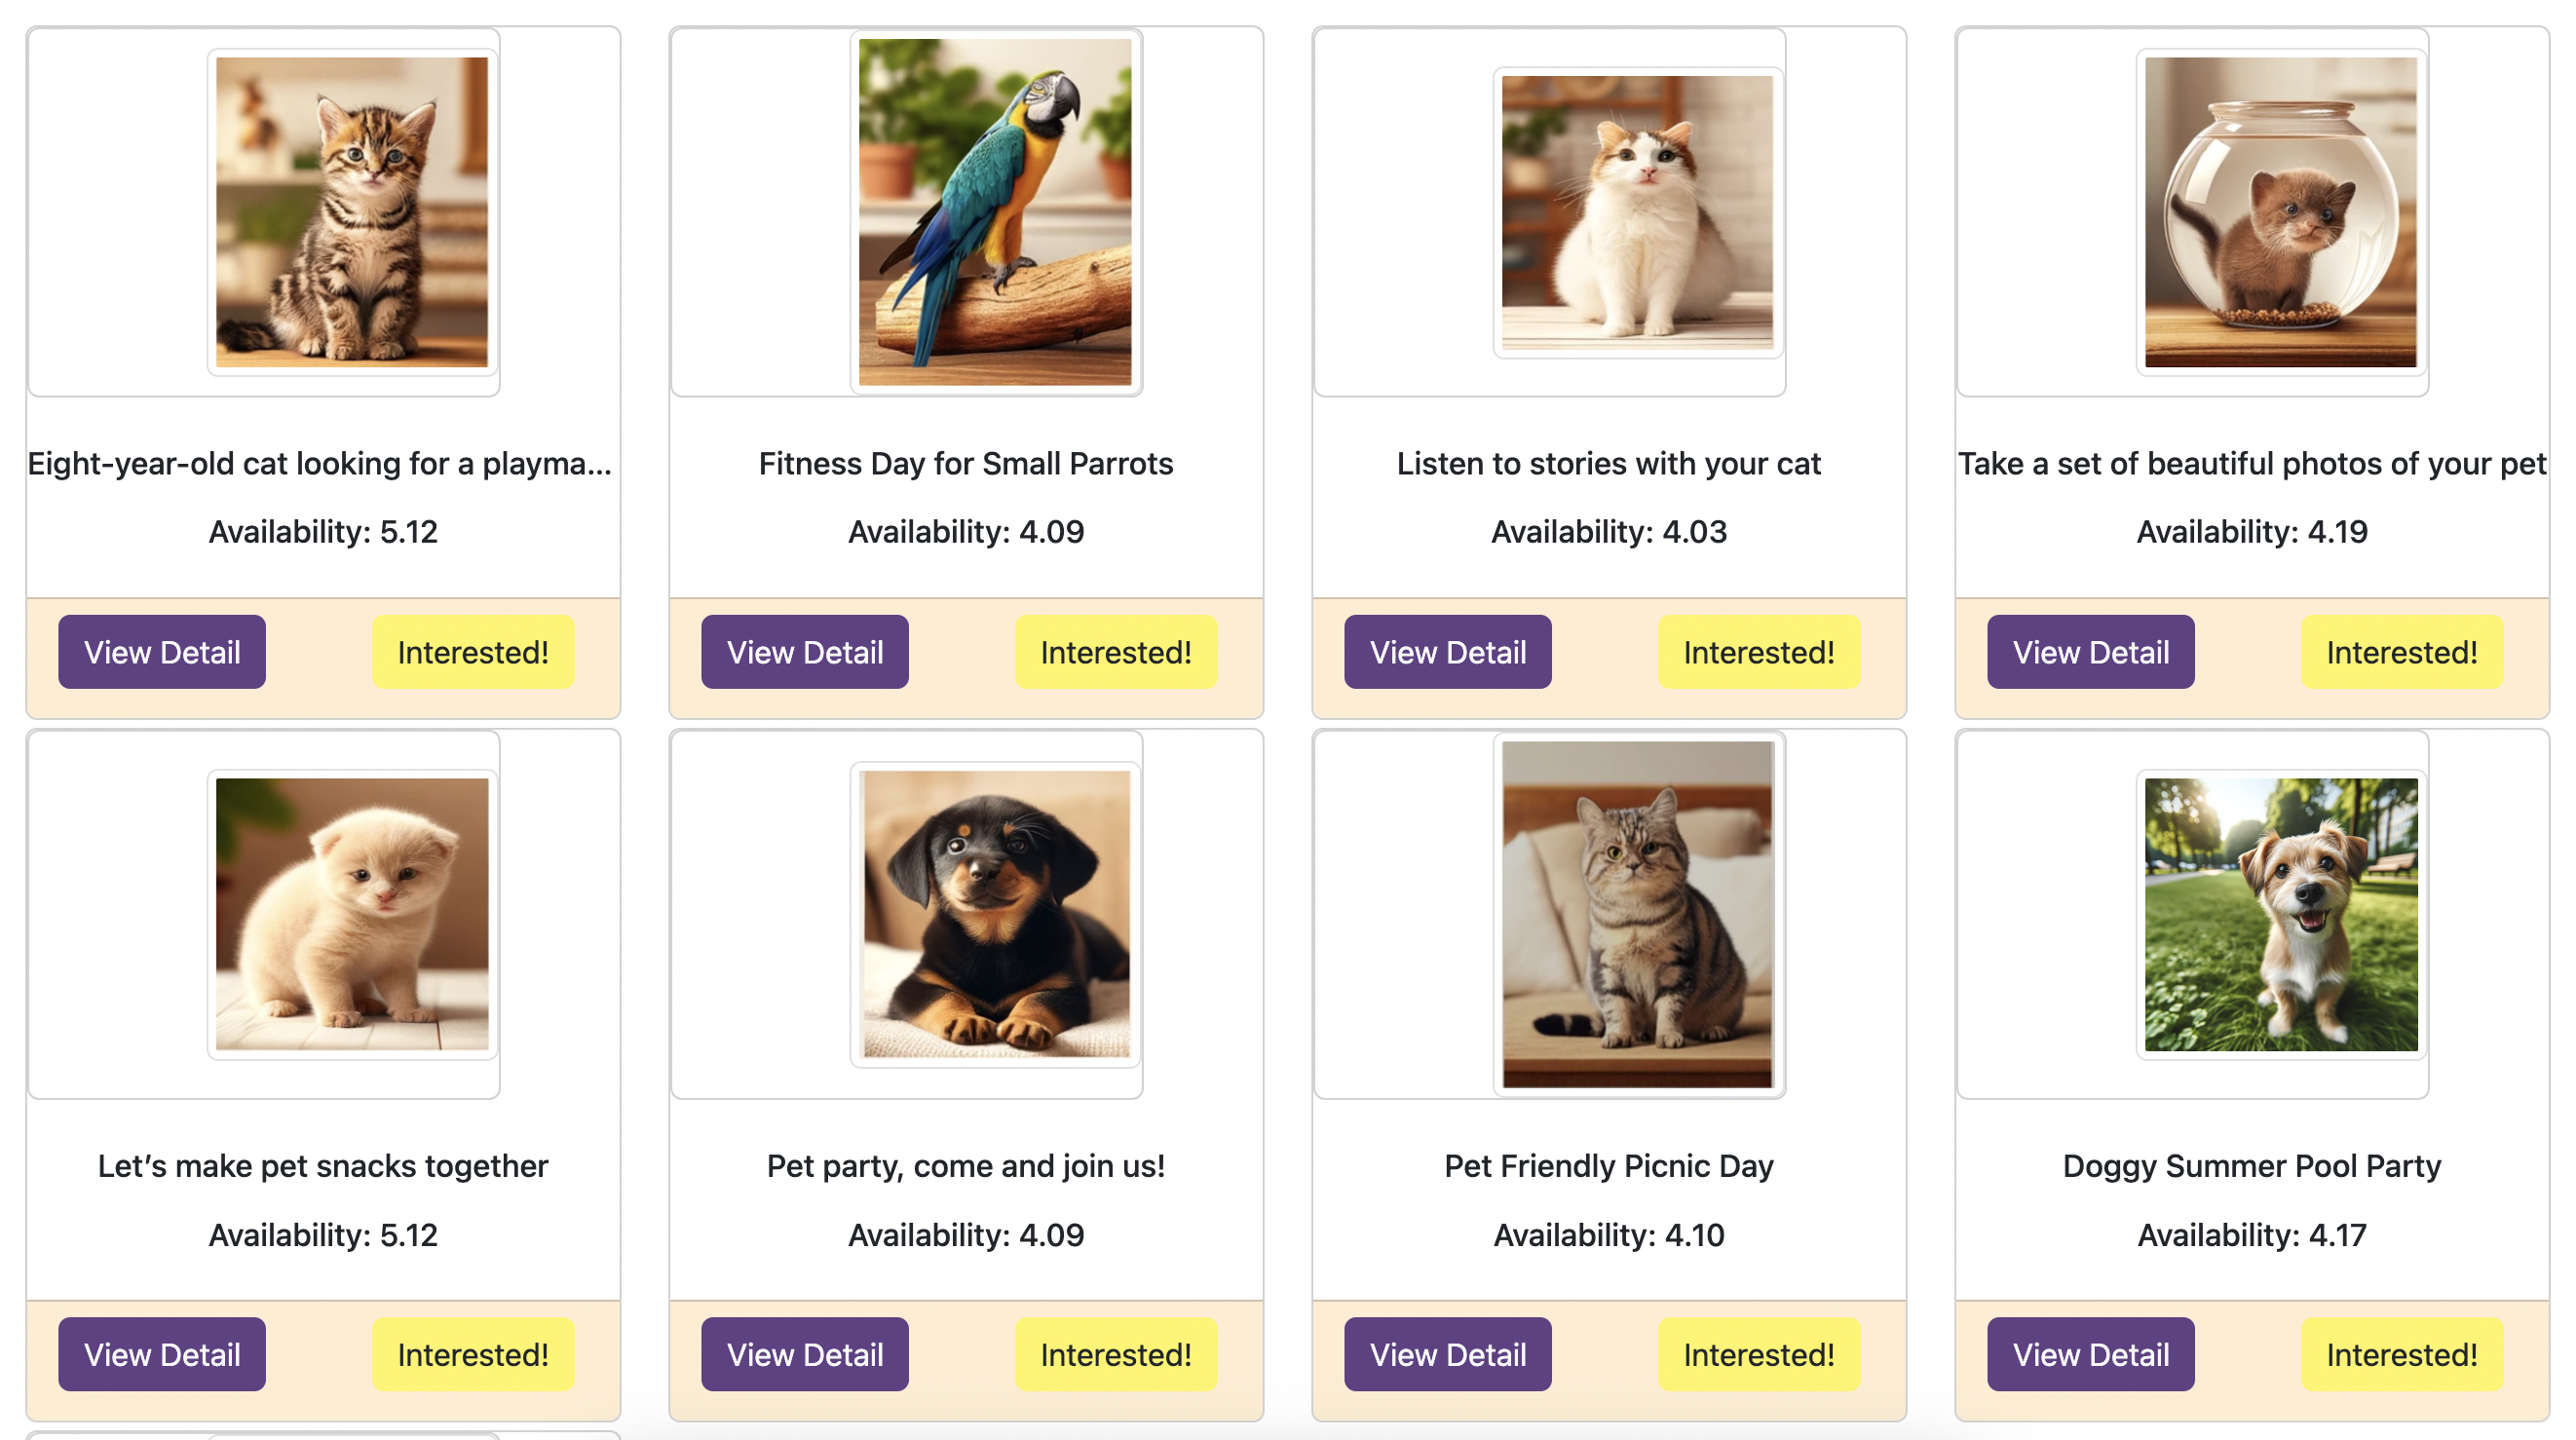 Eight-year-old cat looking for a playma...
Availability: 5.12
View Detail
Interested!
Fitness Day for Small Parrots
Availability: 4.09
View Detail
Interested!
Listen to stories with your cat
Availability: 4.03
View Detail
Interested!
Take a set of beautiful photos of your pet
Availability: 4.19
View Detail
Interested!
Let’s make pet snacks together
Availability: 5.12
View Detail
Interested!
Pet party, come and join us!
Availability: 4.09
View Detail
Interested!
Pet Friendly Picnic Day
Availability: 4.10
View Detail
Interested!
Doggy Summer Pool Party
Availability: 4.17
View Detail
Interested!